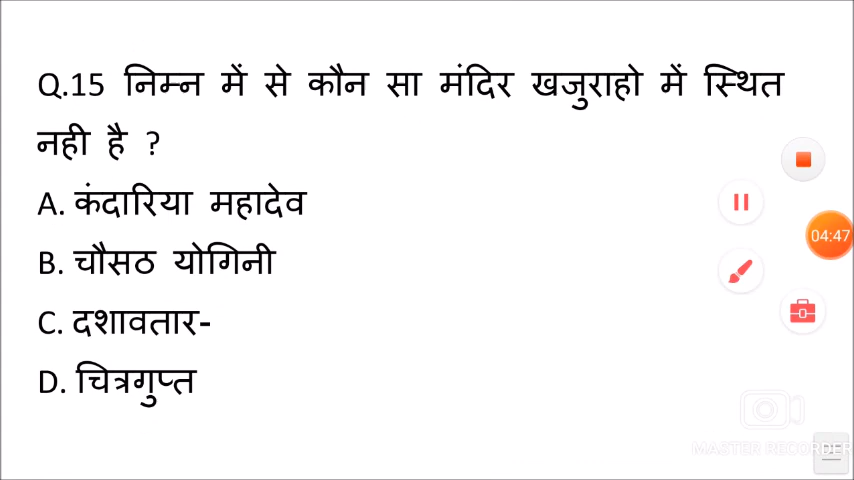 Q.15 निम्न में से कौन सा मंदिर खजुराहो में स्थित
नही है ?
A. कंदारिया महादेव
B. चौसठ योगिनी
C. दशावतार-
D. चित्रगुप्त
04:47
MASTER RECORDER